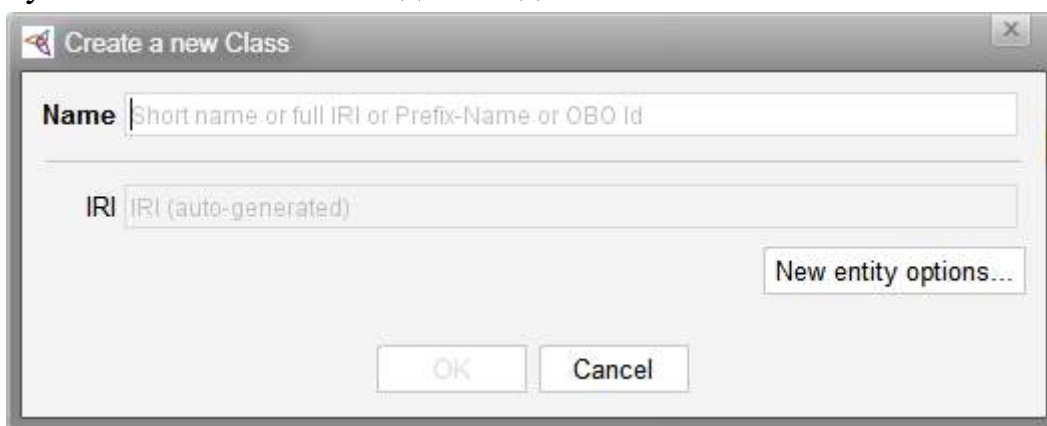 Create a new Class
Name Short name or full IRI or Prefix-Name or OBO Id
IRI IRI (auto-generated)
New entity options...
OK Cancel